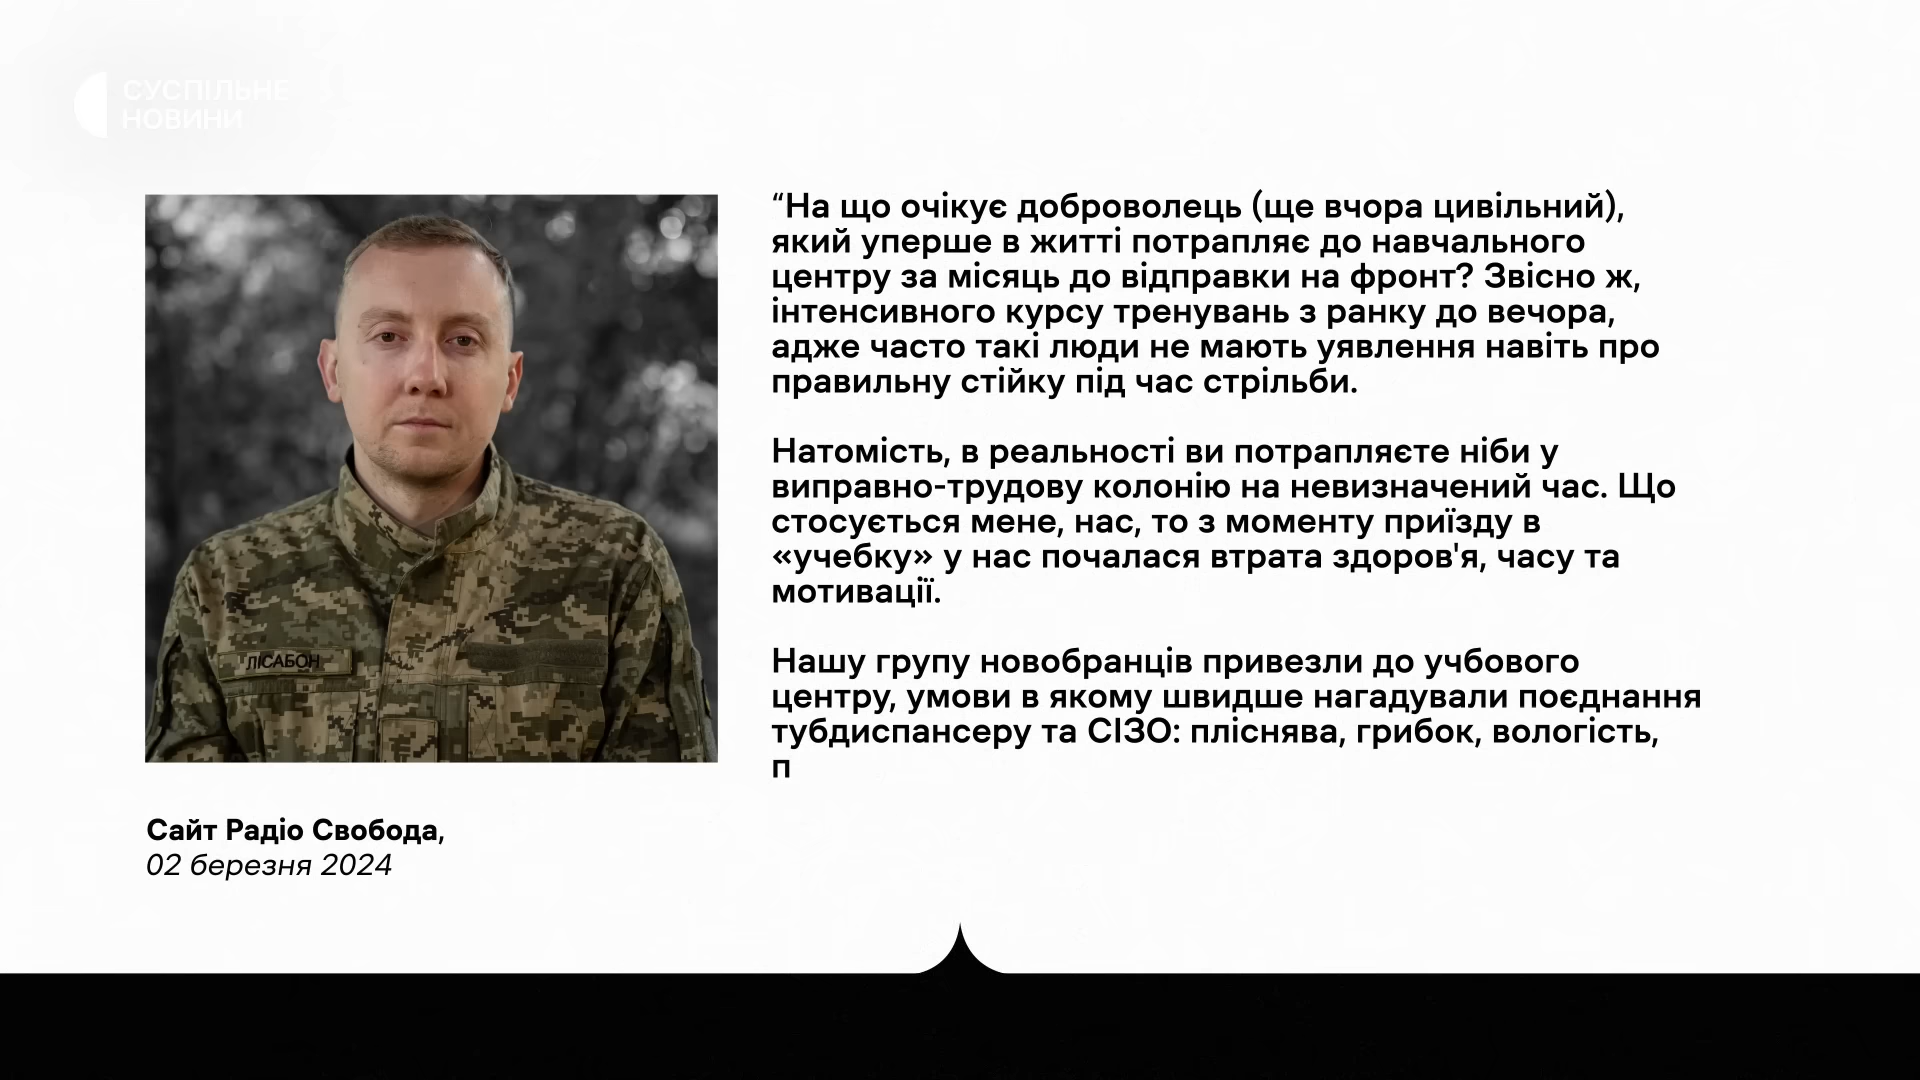 СУСПІЛЬНЕ
НОВИНИ
ЛІСАБОН
“На що очікує доброволець (ще вчора цивільний),
який уперше в житті потрапляє до навчального
центру за місяць до відправки на фронт? Звісно ж,
інтенсивного курсу тренувань з ранку до вечора,
адже часто такі люди не мають уявлення навіть про
правильну стійку під час стрільби.
Натомість, в реальності ви потрапляєте ніби у
виправно-трудову колонію на невизначений час. Що
стосується мене, нас, то з моменту приїзду в
«учебку» у нас почалася втрата здоров'я, часу та
мотивації.
Нашу групу новобранців привезли до учбового
центру, умови в якому швидше нагадували поєднання
тубдиспансеру та СІЗО: пліснява, грибок, вологість,
п
Сайт Радіо Свобода,
02 березня 2024